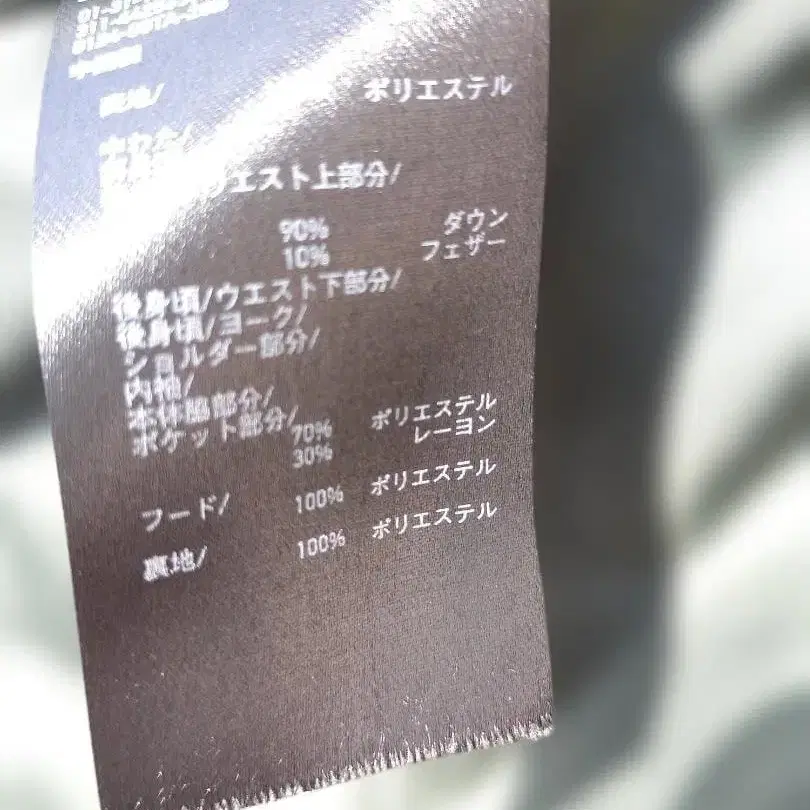 ポリエステル
エスト上部分/
90% ダウン
10% フェザー
後身頃/ウエスト下部分/
後身頃/ヨーク/
ショルダー部分/
内袖/
本体脇部分/
ポケット部分/
70% ポリエステル
30% レーヨン
フード/ 100% ポリエステル
裏地/ 100% ポリエステル